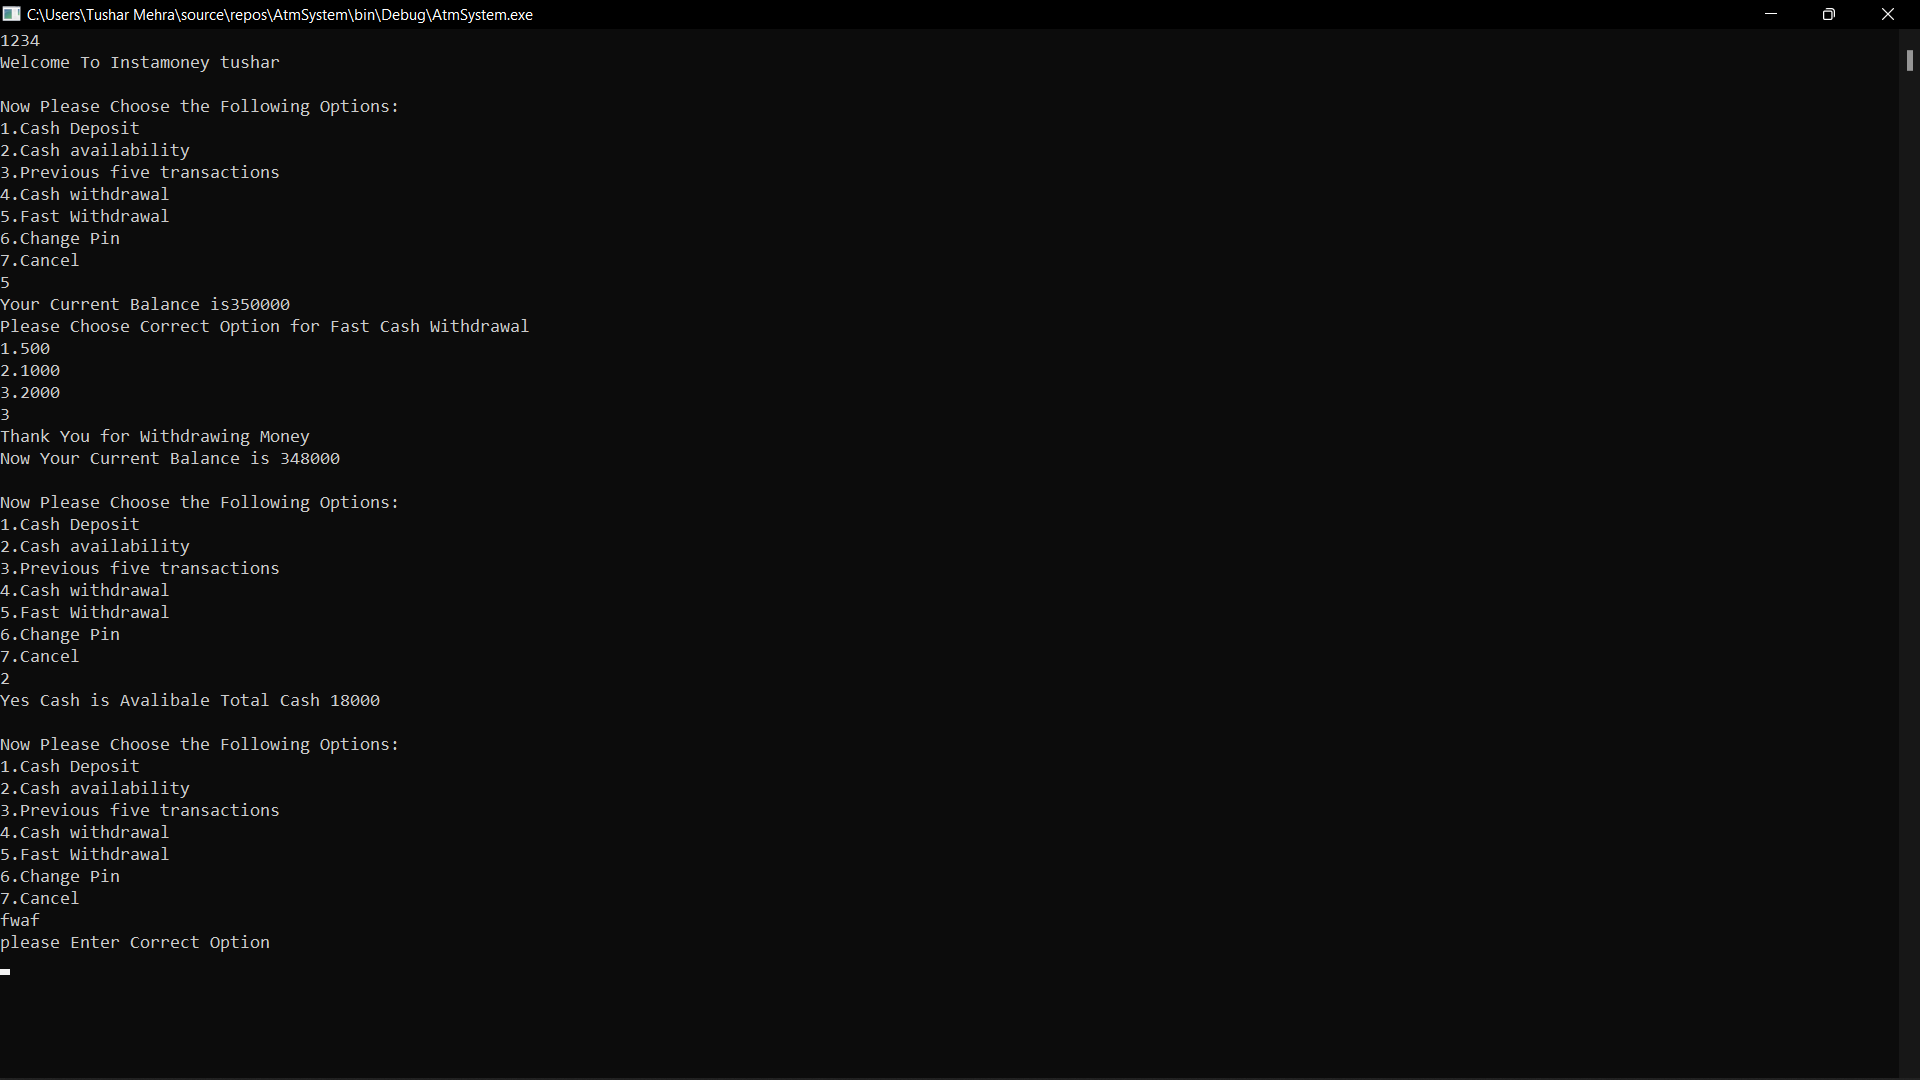 C:\Users\Tushar Mehra\source\repos\AtmSystem\bin\Debug\AtmSystem.exe
1234
Welcome To Instamoney tushar
Now Please Choose the Following Options:
1.Cash Deposit
2.Cash availability
3.Previous five transactions
4.Cash withdrawal
5.Fast Withdrawal
6.Change Pin
7.Cancel
5
Your Current Balance is350000
Please Choose Correct Option for Fast Cash Withdrawal
1.500
2.1000
3.2000
3
Thank You for Withdrawing Money
Now Your Current Balance is 348000
Now Please Choose the Following Options:
1.Cash Deposit
2.Cash availability
3.Previous five transactions
4.Cash withdrawal
5.Fast Withdrawal
6.Change Pin
7.Cancel
2
Yes Cash is Avalibale Total Cash 18000
Now Please Choose the Following Options:
1.Cash Deposit
2.Cash availability
3.Previous five transactions
4.Cash withdrawal
5.Fast Withdrawal
6.Change Pin
7.Cancel
fwaf
please Enter Correct Option